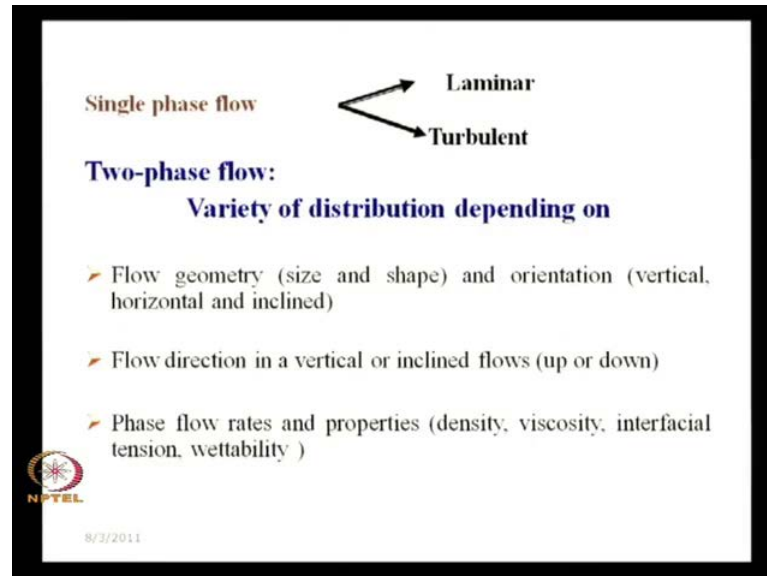 Laminar
Single phase flow
Turbulent
Two-phase flow:
Variety of distribution depending on
➢ Flow geometry (size and shape) and orientation (vertical, horizontal and inclined)
➢ Flow direction in a vertical or inclined flows (up or down)
➢ Phase flow rates and properties (density, viscosity, interfacial tension, wettability )
NPTEL
8/3/2011